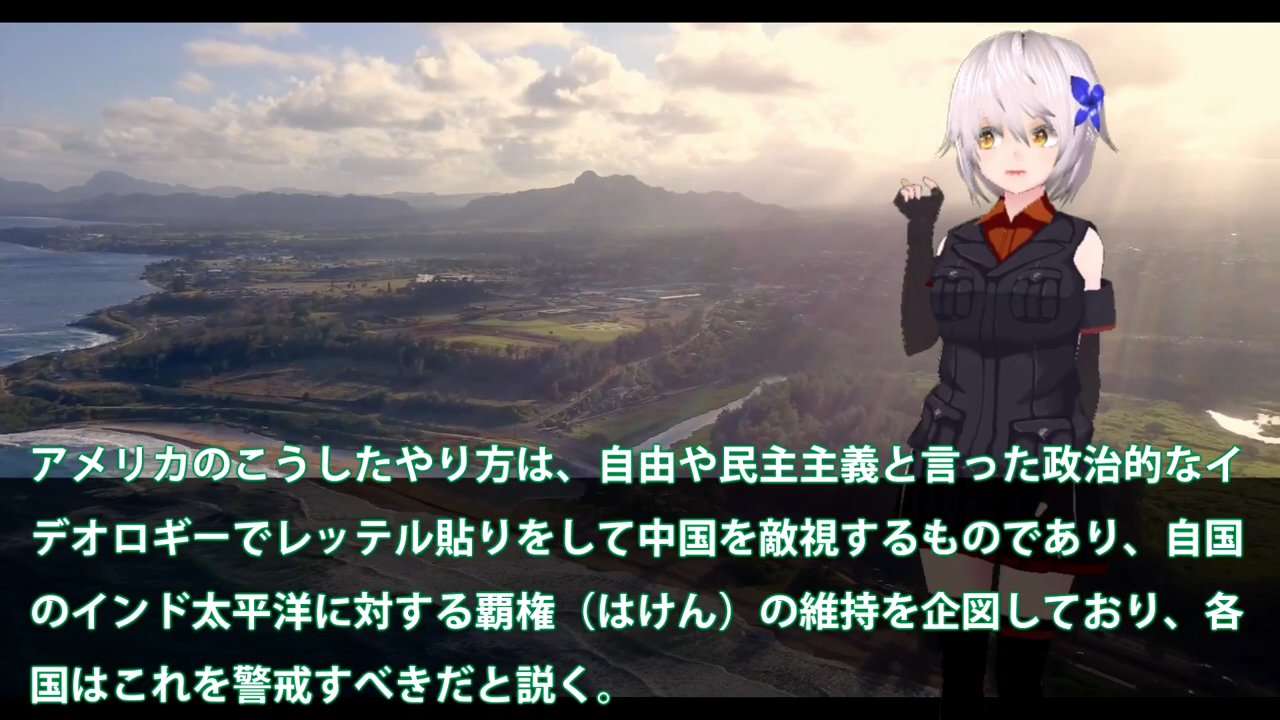 アメリカのこうしたやり方は、自由や民主主義と言った政治的なイ
デオロギーでレッテル貼りをして中国を敵視するものであり、自国
のインド太平洋に対する覇権（はけん）の維持を企図しており、各
国はこれを警戒すべきだと説く。